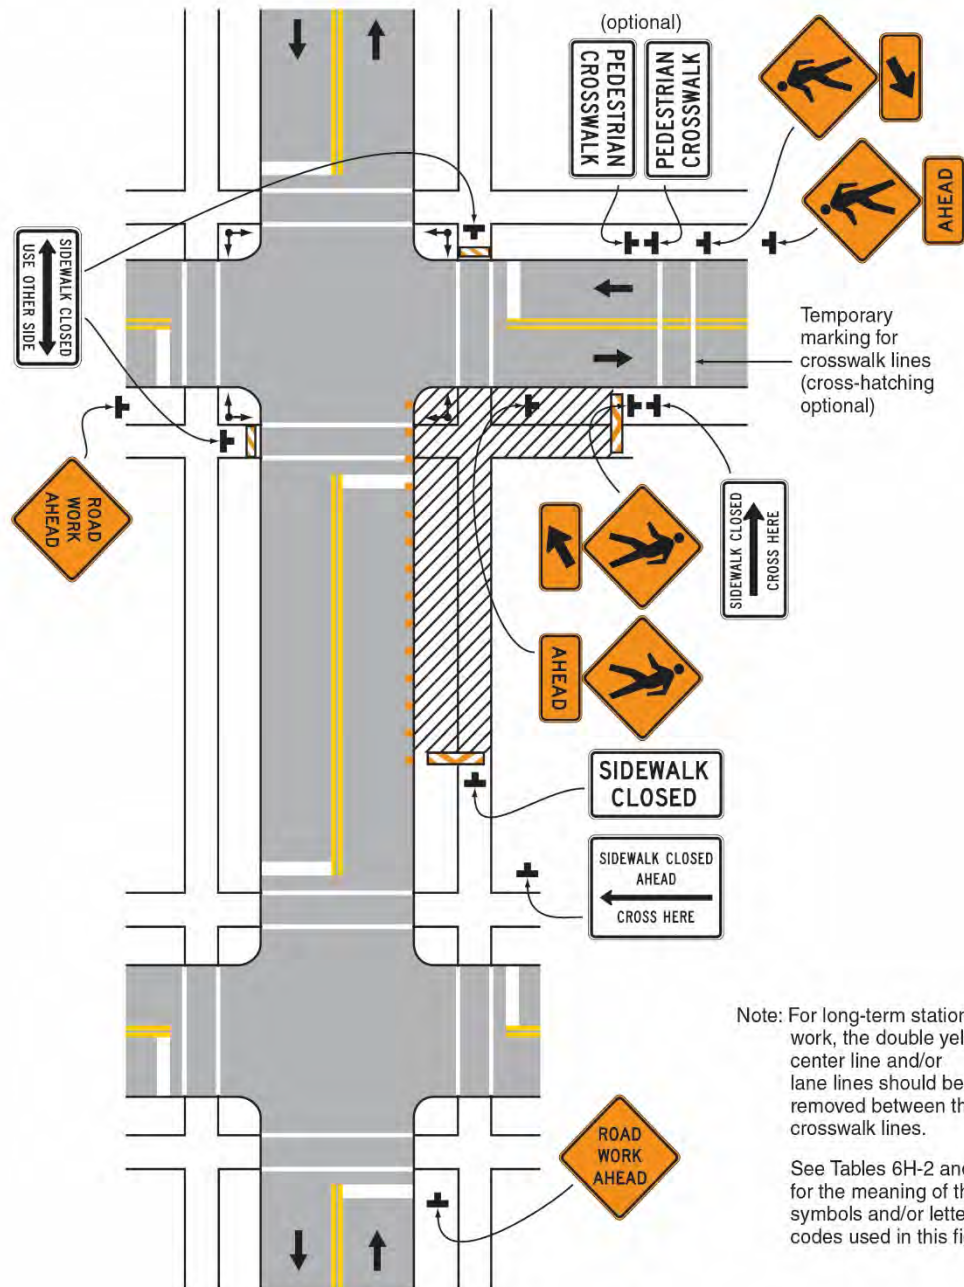 (optional)
PEDESTRIAN
CROSSWALK
PEDESTRIAN
CROSSWALK
AHEAD
SIDEWALK CLOSED
USE OTHER SIDE
Temporary
marking for
crosswalk lines
(cross-hatching
optional)
ROAD
WORK
AHEAD
SIDEWALK CLOSED
CROSS HERE
AHEAD
SIDEWALK
CLOSED
SIDEWALK CLOSED
AHEAD
CROSS HERE
ROAD
WORK
AHEAD
Note: For long-term station
work, the double yel
center line and/or
lane lines should be
removed between th
crosswalk lines.
See Tables 6H-2 and
for the meaning of th
symbols and/or lette
codes used in this fi